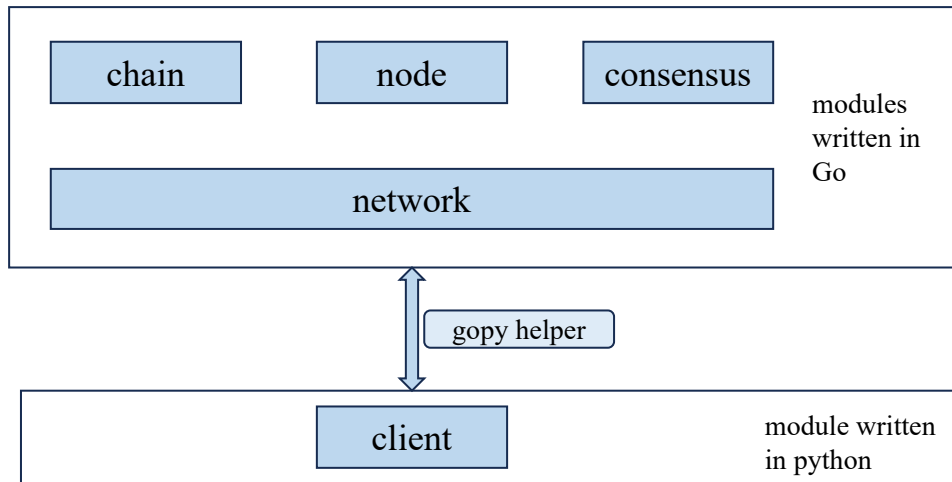 chain
node
consensus
modules
written in
Go
network
gopy helper
client
module written
in python